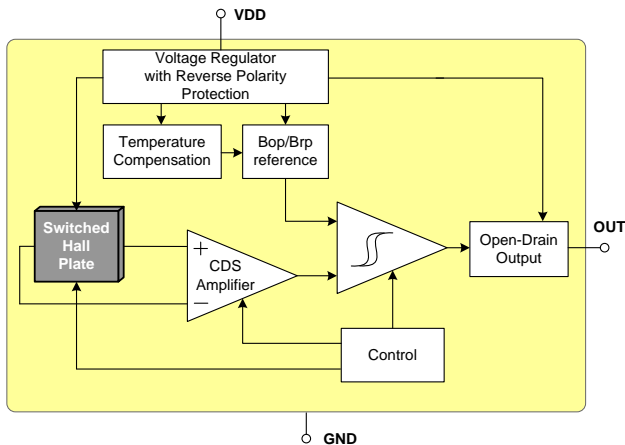 VDD
Voltage Regulator
with Reverse Polarity
Protection
Temperature
Compensation
Bop/Brp
reference
Switched
Hall
Plate
+
−
CDS
Amplifier
Open-Drain
Output
OUT
Control
GND